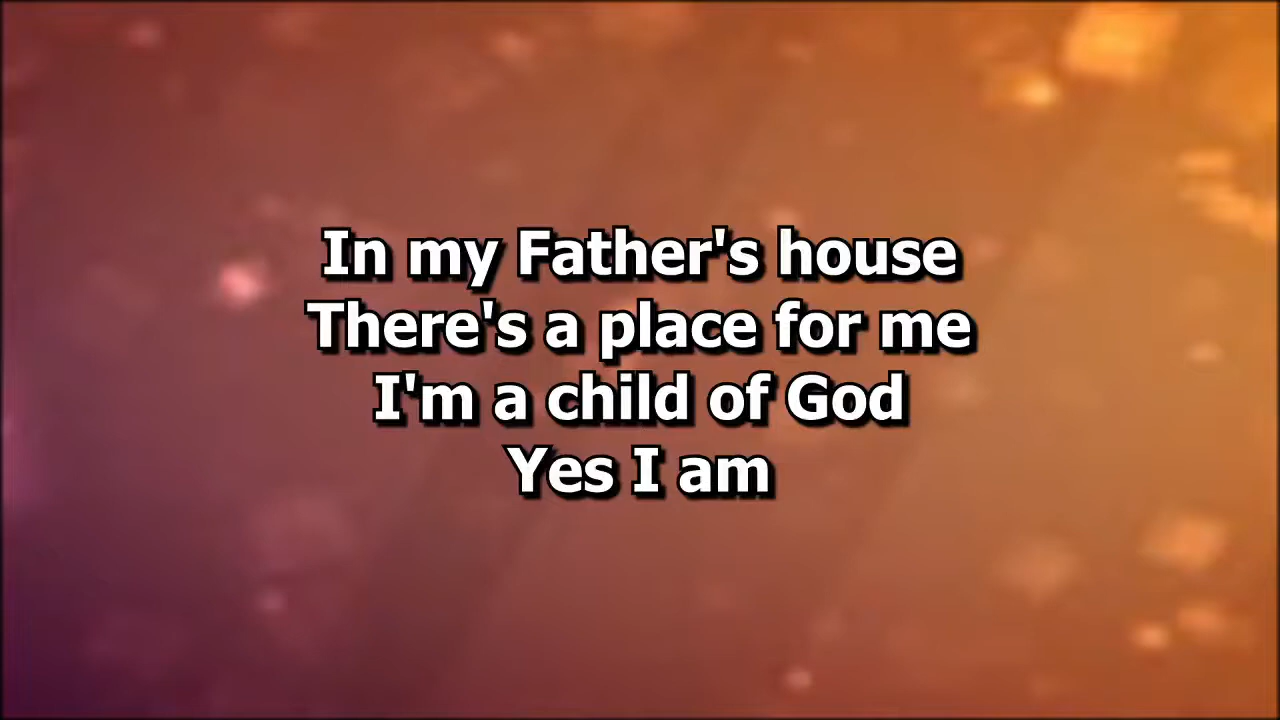 In my Father's house
There's a place for me
I'm a child of God
Yes I am